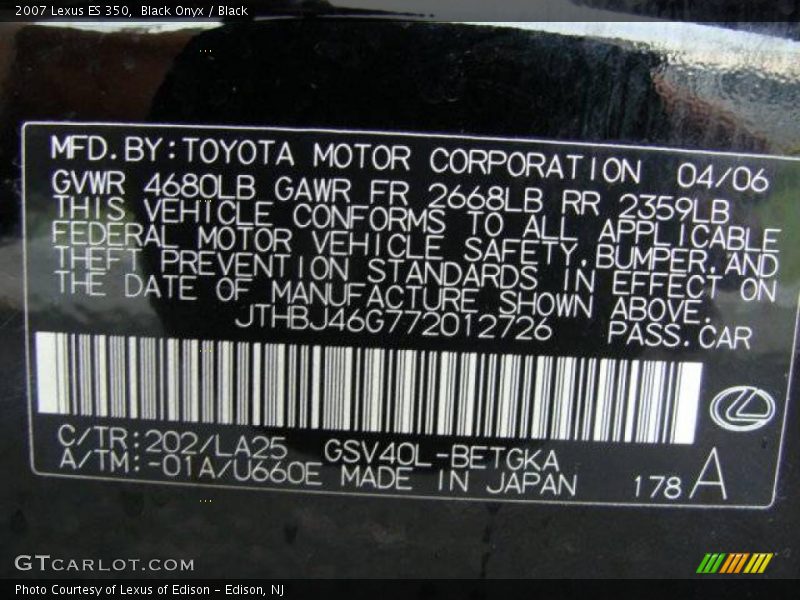 2007 Lexus ES 350, Black Onyx / Black
MFD.BY:TOYOTA MOTOR CORPORATION 04/06
GVWR 4680LB GAWR FR 2668LB RR 2359LB
THIS VEHICLE CONFORMS TO ALL APPLICABLE
FEDERAL MOTOR VEHICLE SAFETY,BUMPER,AND
THEFT PREVENTION STANDARDS IN EFFECT ON
THE DATE OF MANUFACTURE SHOWN ABOVE.
JTHBJ46G772012726 PASS.CAR
C/TR:202/LA25 GSV40L-BETGKA
A/TM:-01A/U660E MADE IN JAPAN 178 A
GTCARLOT.COM
Photo Courtesy of Lexus of Edison - Edison, NJ